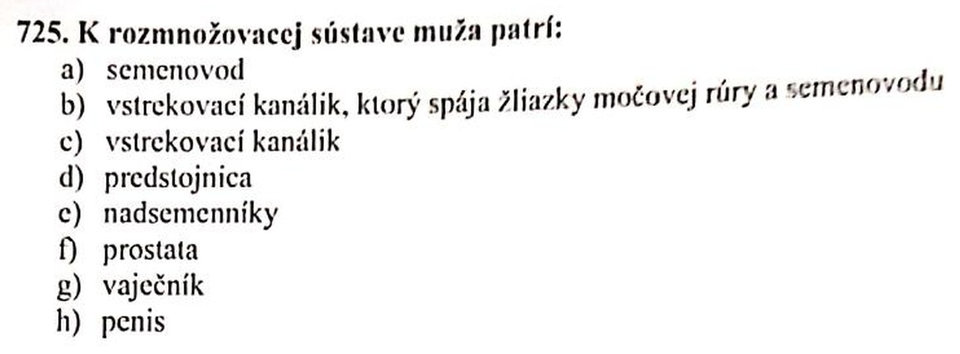 725. K rozmnožovacej sústave muža patrí:
a) semenovod
b) vstrekovací kanálik, ktorý spája žliazky močovej rúry a semenovodu
c) vstrekovací kanálik
d) predstojnica
e) nadsemenníky
f) prostata
g) vaječník
h) penis